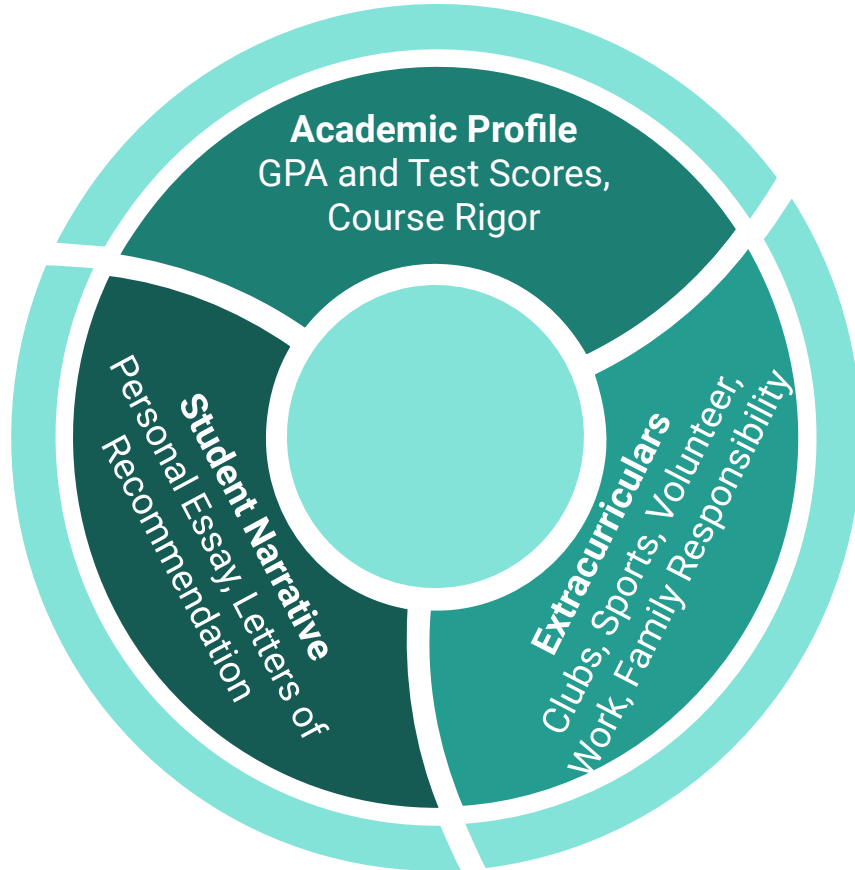 Academic Profile
GPA and Test Scores,
Course Rigor
Student Narrative
Personal Essay, Letters of
Recommendation
Extracurriculars
Clubs, Sports, Volunteer,
Work, Family Responsibility